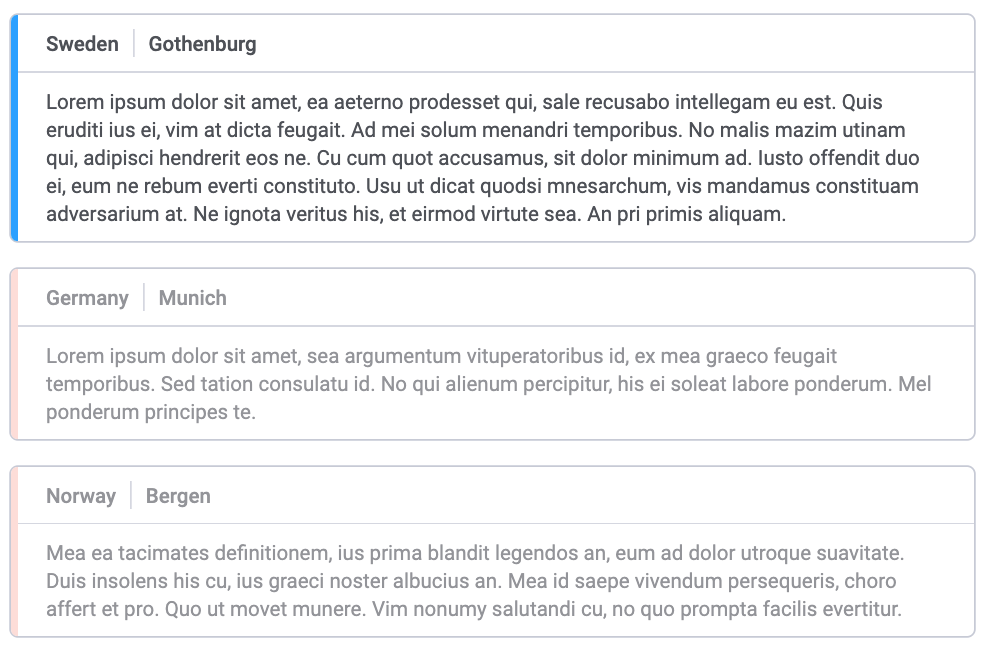 Sweden Gothenburg
Lorem ipsum dolor sit amet, ea aeterno prodesset qui, sale recusabo intellegam eu est. Quis
eruditi ius ei, vim at dicta feugait. Ad mei solum menandri temporibus. No malis mazim utinam
qui, adipisci hendrerit eos ne. Cu cum quot accusamus, sit dolor minimum ad. Iusto offendit duo
ei, eum ne rebum everti constituto. Usu ut dicat quodsi mnesarchum, vis mandamus constituam
adversarium at. Ne ignota veritus his, et eirmod virtute sea. An pri primis aliquam.
Germany Munich
Lorem ipsum dolor sit amet, sea argumentum vituperatoribus id, ex mea graeco feugait
temporibus. Sed tation consulatu id. No qui alienum percipitur, his ei soleat labore ponderum. Mel
ponderum principes te.
Norway Bergen
Mea ea tacimates definitionem, ius prima blandit legendos an, eum ad dolor utroque suavitate.
Duis insolens his cu, ius graeci noster albucius an. Mea id saepe vivendum persequeris, choro
affert et pro. Quo ut movet munere. Vim nonumy salutandi cu, no quo prompta facilis evertitur.